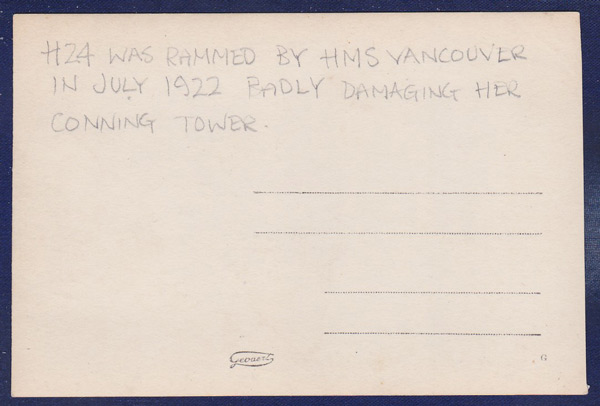 H24 WAS RAMMED BY HMS VANCOUVER
IN JULY 1922 BADLY DAMAGING HER
CONNING TOWER.
Gevaert
G